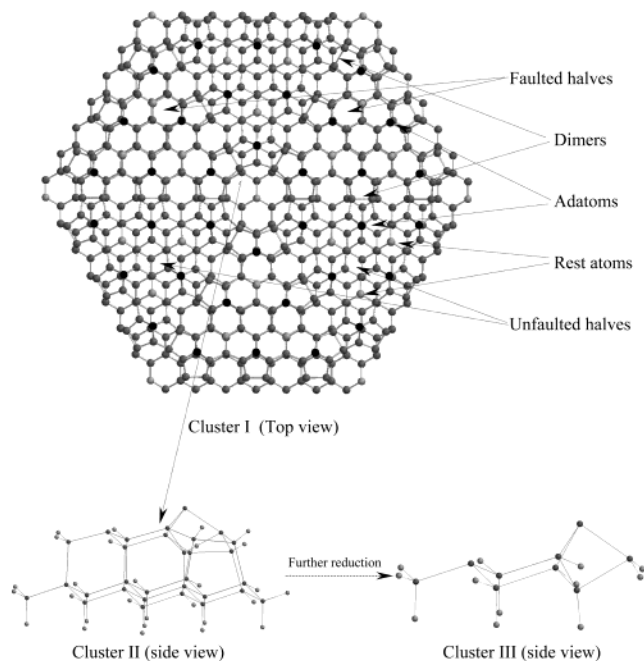 Faulted halves
Dimers
Adatoms
Rest atoms
Unfaulted halves
Cluster I (Top view)
Further reduction
Cluster II (side view)
Cluster III (side view)